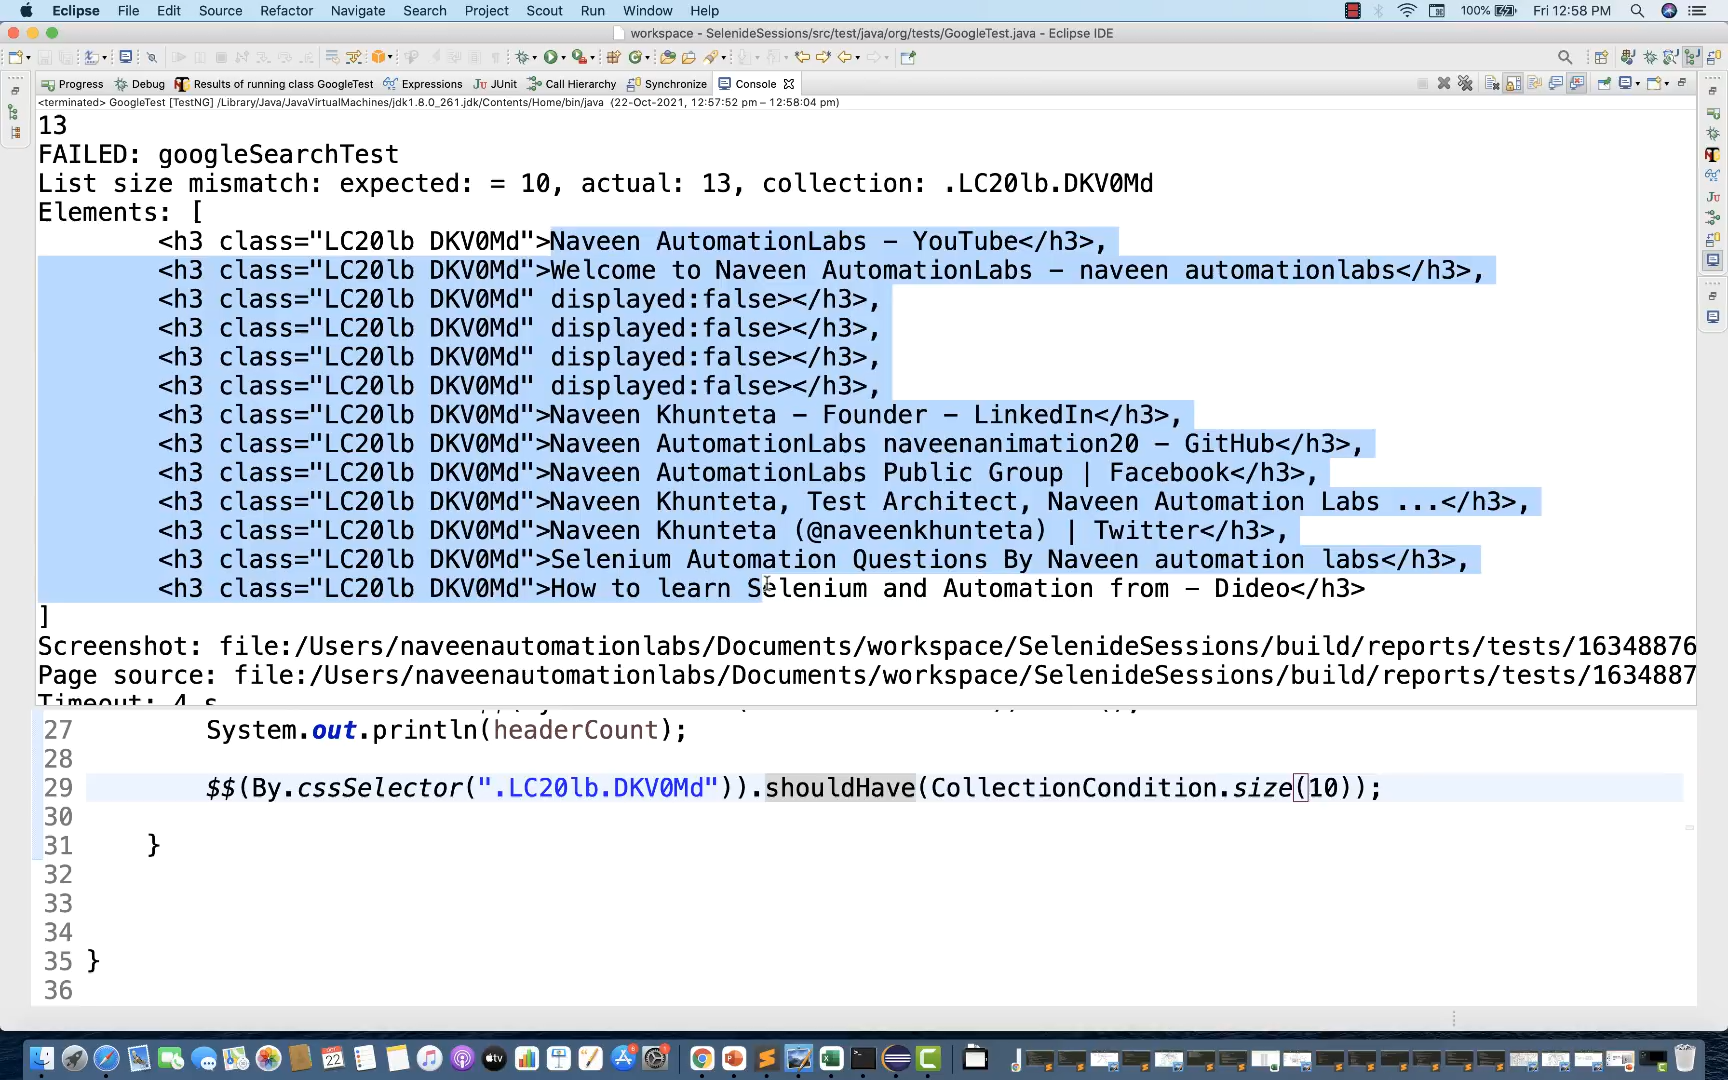 Eclipse File Edit Source Refactor Navigate Search Project Scout Run Window Help 100% Fri 12:58 PM
workspace - SelenideSessions/src/test/java/org/tests/GoogleTest.java - Eclipse IDE
Progress Debug Results of running class GoogleTest Expressions JUnit Call Hierarchy Synchronize Console
<terminated> GoogleTest [TestNG] /Library/Java/JavaVirtualMachines/jdk1.8.0_261.jdk/Contents/Home/bin/java (22-Oct-2021, 12:57:52 pm – 12:58:04 pm)
13
FAILED: googleSearchTest
List size mismatch: expected: = 10, actual: 13, collection: .LC20lb.DKV0Md
Elements: [
<h3 class="LC20lb DKV0Md">Naveen AutomationLabs – YouTube</h3>,
<h3 class="LC20lb DKV0Md">Welcome to Naveen AutomationLabs – naveen automationlabs</h3>,
<h3 class="LC20lb DKV0Md" displayed:false></h3>,
<h3 class="LC20lb DKV0Md" displayed:false></h3>,
<h3 class="LC20lb DKV0Md" displayed:false></h3>,
<h3 class="LC20lb DKV0Md" displayed:false></h3>,
<h3 class="LC20lb DKV0Md">Naveen Khunteta – Founder – LinkedIn</h3>,
<h3 class="LC20lb DKV0Md">Naveen AutomationLabs naveenanimation20 – GitHub</h3>,
<h3 class="LC20lb DKV0Md">Naveen AutomationLabs Public Group | Facebook</h3>,
<h3 class="LC20lb DKV0Md">Naveen Khunteta, Test Architect, Naveen Automation Labs ...</h3>,
<h3 class="LC20lb DKV0Md">Naveen Khunteta (@naveenkhunteta) | Twitter</h3>,
<h3 class="LC20lb DKV0Md">Selenium Automation Questions By Naveen automation labs</h3>,
<h3 class="LC20lb DKV0Md">How to learn Selenium and Automation from – Dideo</h3>
]
Screenshot: file:/Users/naveenautomationlabs/Documents/workspace/SelenideSessions/build/reports/tests/16348876
Page source: file:/Users/naveenautomationlabs/Documents/workspace/SelenideSessions/build/reports/tests/1634887
Timeout: 4 s
27 System.out.println(headerCount);
28
29 $$(By.cssSelector(".LC20lb.DKV0Md")).shouldHave(CollectionCondition.size(10));
30
31 }
32
33
34
35 }
36